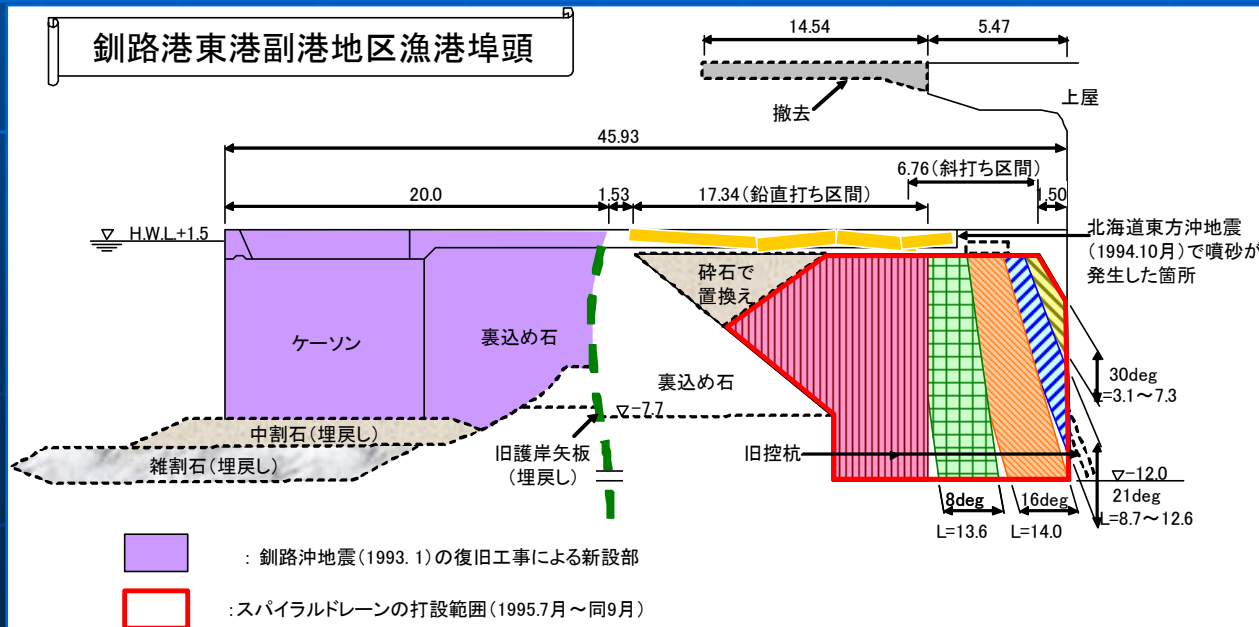 釧路港東港副港地区漁港埠頭
14.54
5.47
撤去
上屋
45.93
6.76(斜打ち区間)
20.0
1.53
17.34(鉛直打ち区間)
1.50
▽ H.W.L.+1.5
北海道東方沖地震
(1994.10月)で噴砂が
発生した箇所
砕石で
置換え
ケーソン
裏込め石
裏込め石
30deg
L=3.1～7.3
▽-7.7
中割石(埋戻し)
雑割石(埋戻し)
旧護岸矢板
(埋戻し)
旧控杭
▽-12.0
8deg
16deg
21deg
L=8.7～12.6
L=13.6
L=14.0
：釧路沖地震(1993.1)の復旧工事による新設部
：スパイラルドレーンの打設範囲(1995.7月～同9月)